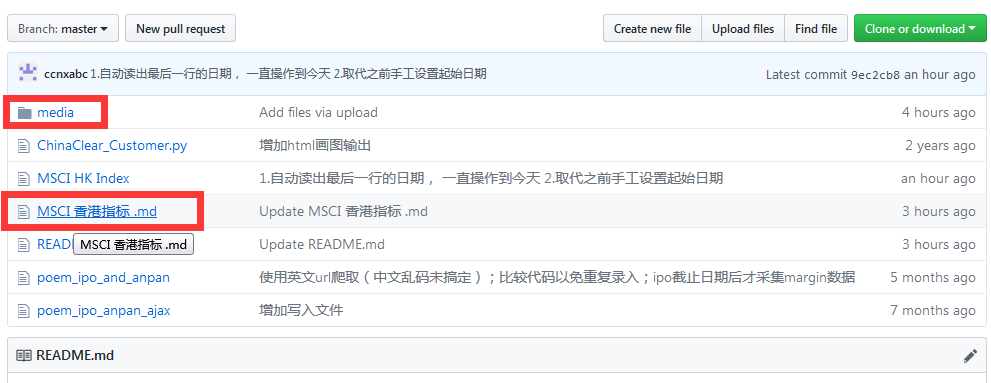 Branch: master New pull request Create new file Upload files Find file Clone or download
ccnxabc 1.自动读出最后一行的日期， 一直操作到今天 2.取代之前手工设置起始日期 Latest commit 9ec2cb8 an hour ago
media Add files via upload 4 hours ago
ChinaClear_Customer.py 增加html画图输出 2 years ago
MSCI HK Index 1.自动读出最后一行的日期， 一直操作到今天 2.取代之前手工设置起始日期 an hour ago
MSCI 香港指标 .md Update MSCI 香港指标 .md 3 hours ago
READ MSCI 香港指标 .md Update README.md 3 hours ago
poem_ipo_and_anpan 使用英文url爬取（中文乱码未搞定）；比较代码以免重复录入；ipo截止日期后才采集margin数据 5 months ago
poem_ipo_anpan_ajax 增加写入文件 7 months ago
README.md